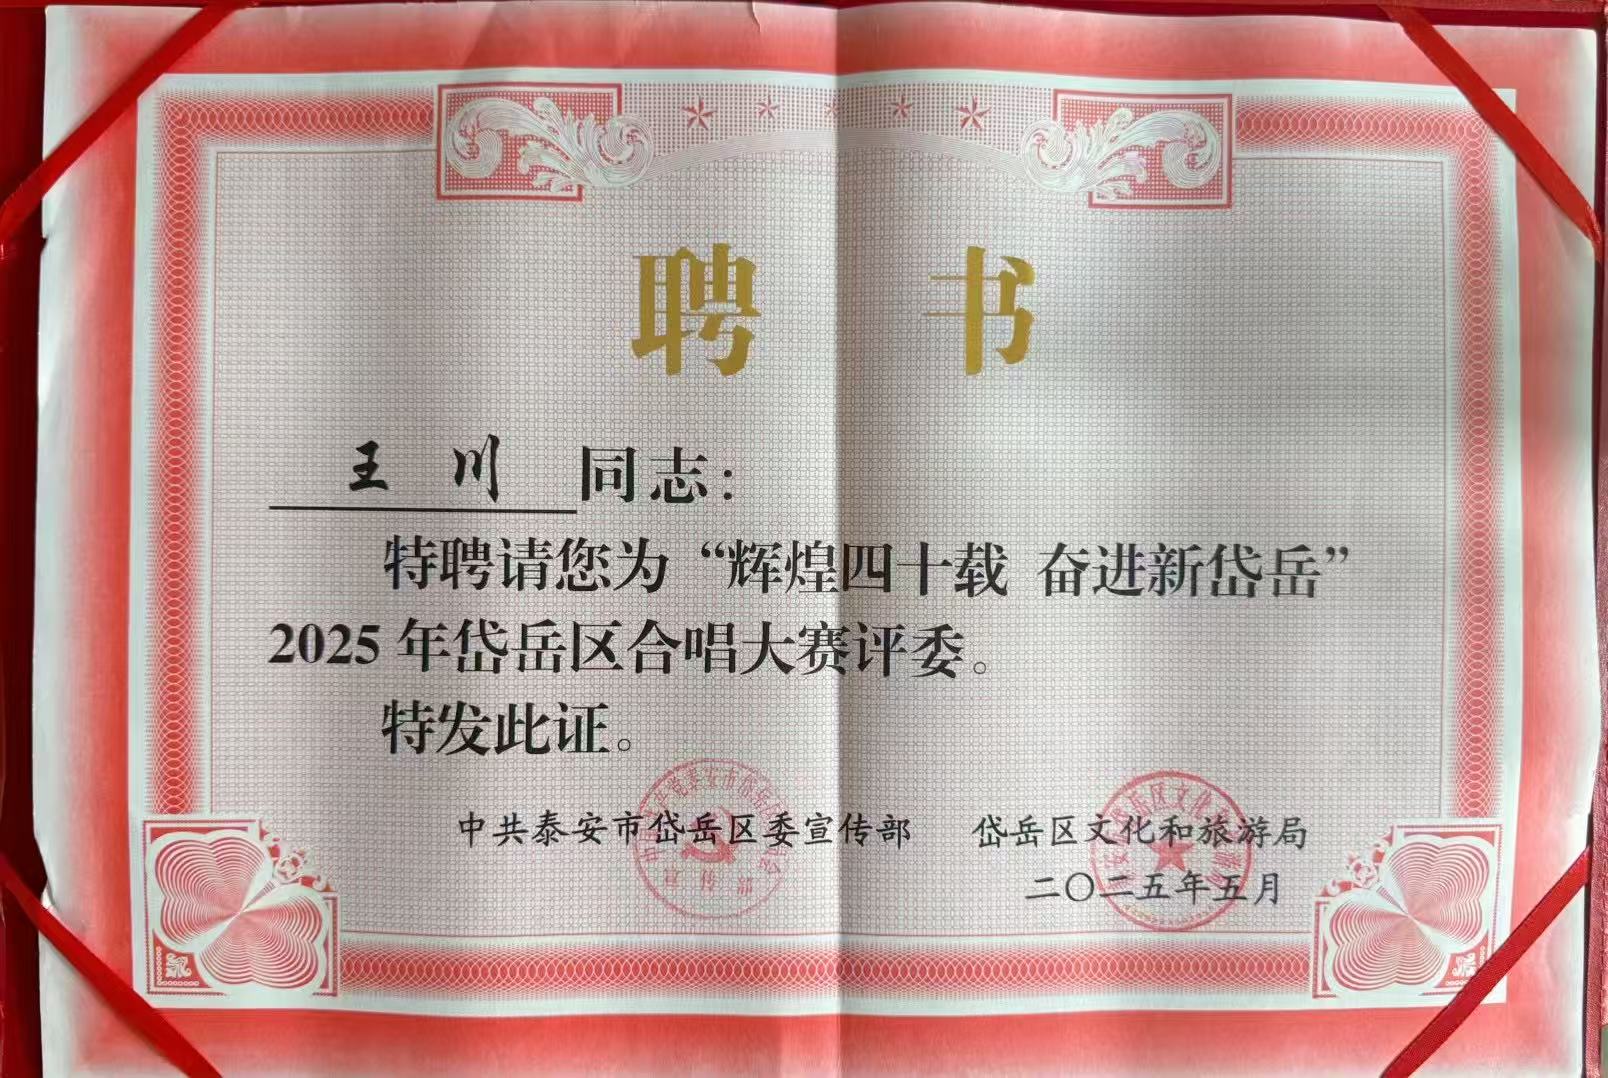 聘书
王川同志：
特聘请您为“辉煌四十载 奋进新岱岳”
2025年岱岳区合唱大赛评委。
特发此证。
中共泰安市岱岳区委宣传部 岱岳区文化和旅游局
二〇二五年五月